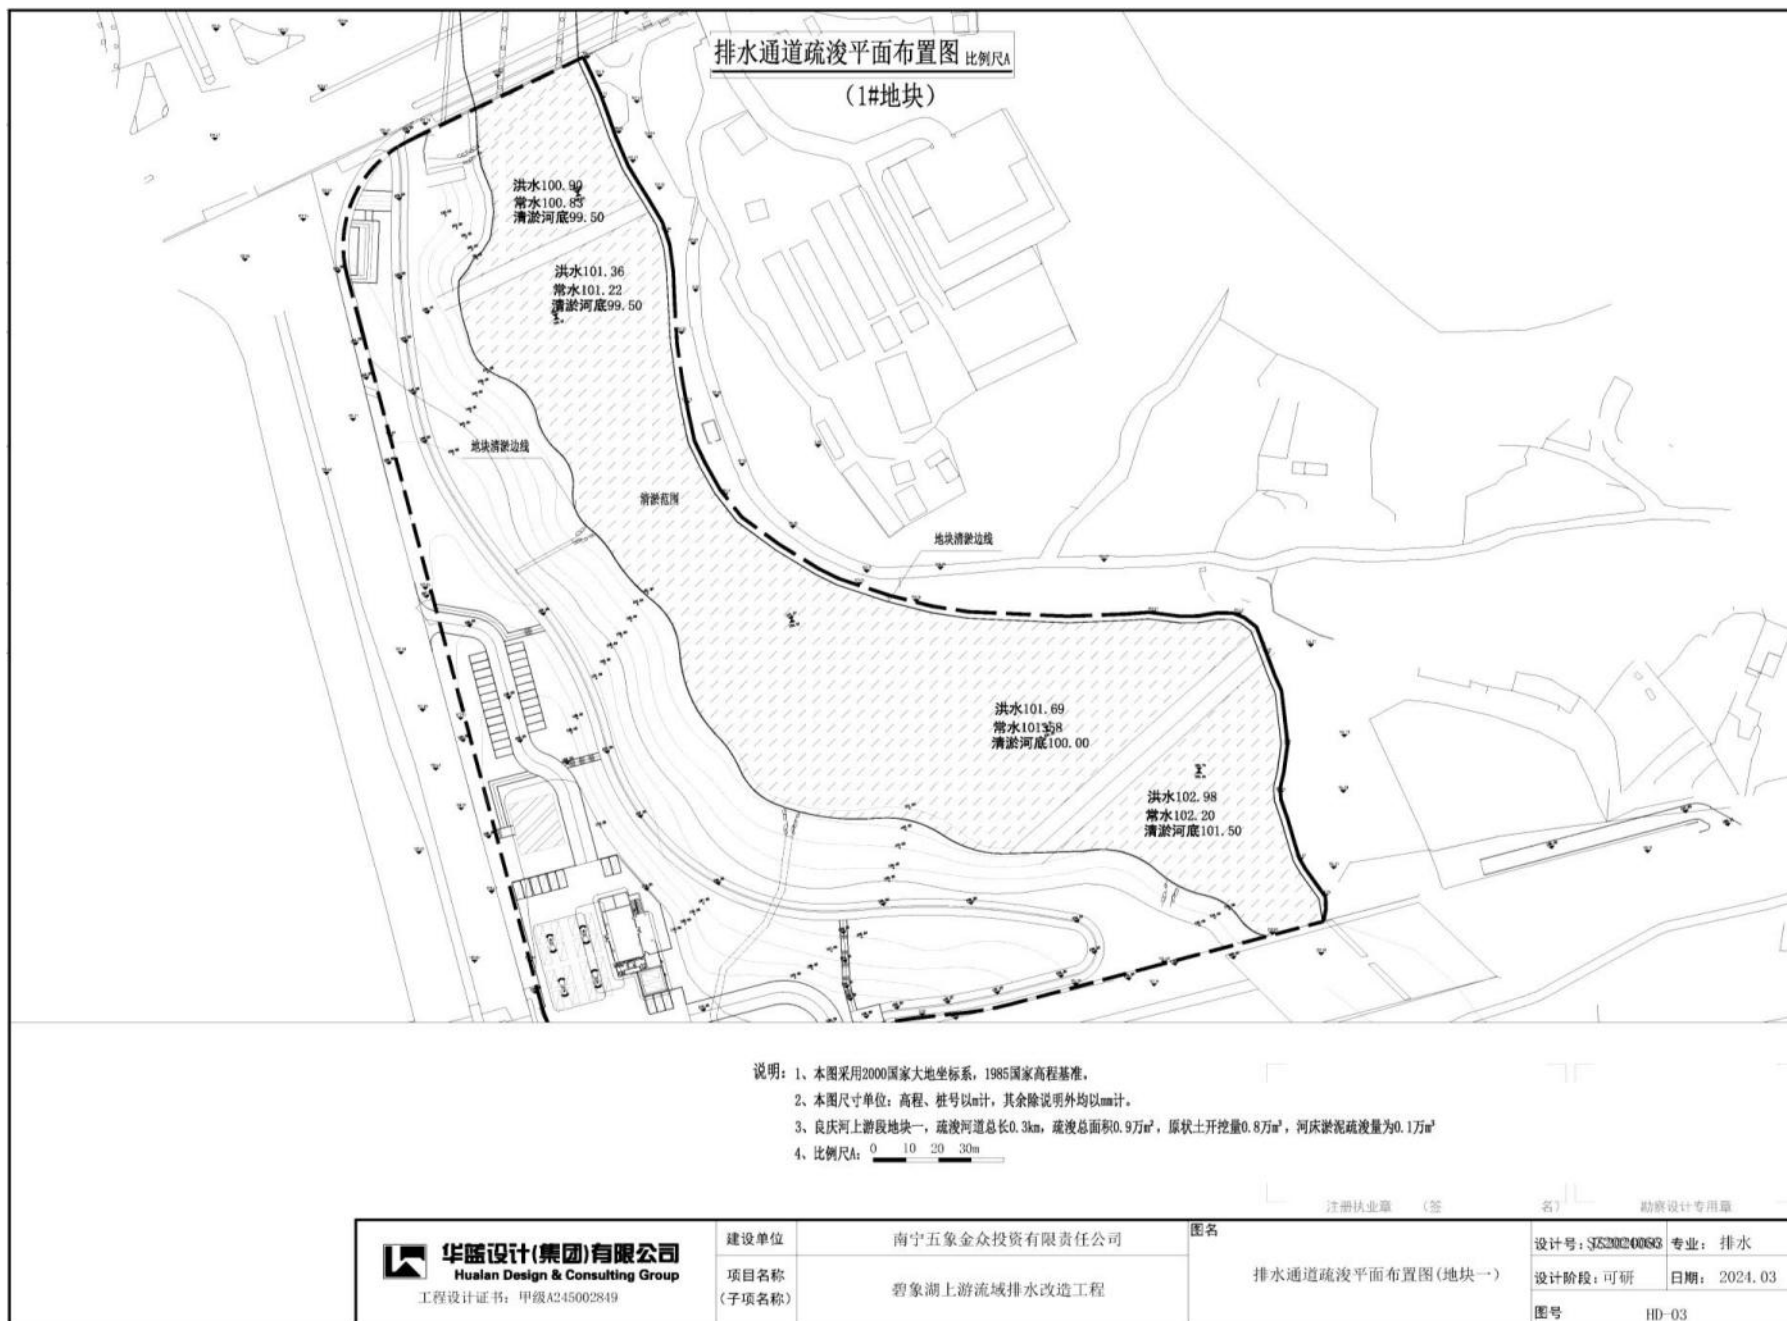 排水通道疏浚平面布置图 比例尺A
（1#地块）
洪水100.90
常水100.83
清淤河底99.50
洪水101.36
常水101.22
清淤河底99.50
地块清淤边线
清淤范围
地块清淤边线
洪水101.69
清淤河底100.00
洪水102.98
常水102.20
清淤河底101.50
说明：1、本图采用2000国家大地坐标系，1985国家高程基准。
2、本图尺寸单位：高程、桩号以m计，其余除说明外均以mm计。
3、良庆河上游段地块一，疏浚河道总长0.3km，疏浚总面积0.9万m²，原状土开挖量0.8万m³，河床淤泥疏浚量为0.1万m³
4、比例尺A： 0 10 20 30m
注册执业章 （签 名） 勘察设计专用章
华蓝设计(集团)有限公司
Hualan Design & Consulting Group
工程设计证书：甲级A245002849
建设单位 南宁五象金众投资有限责任公司
项目名称
（子项名称） 碧象湖上游流域排水改造工程
图名
排水通道疏浚平面布置图(地块一)
设计号： 专业： 排水
设计阶段：可研 日期： 2024.03
图号 HD-03